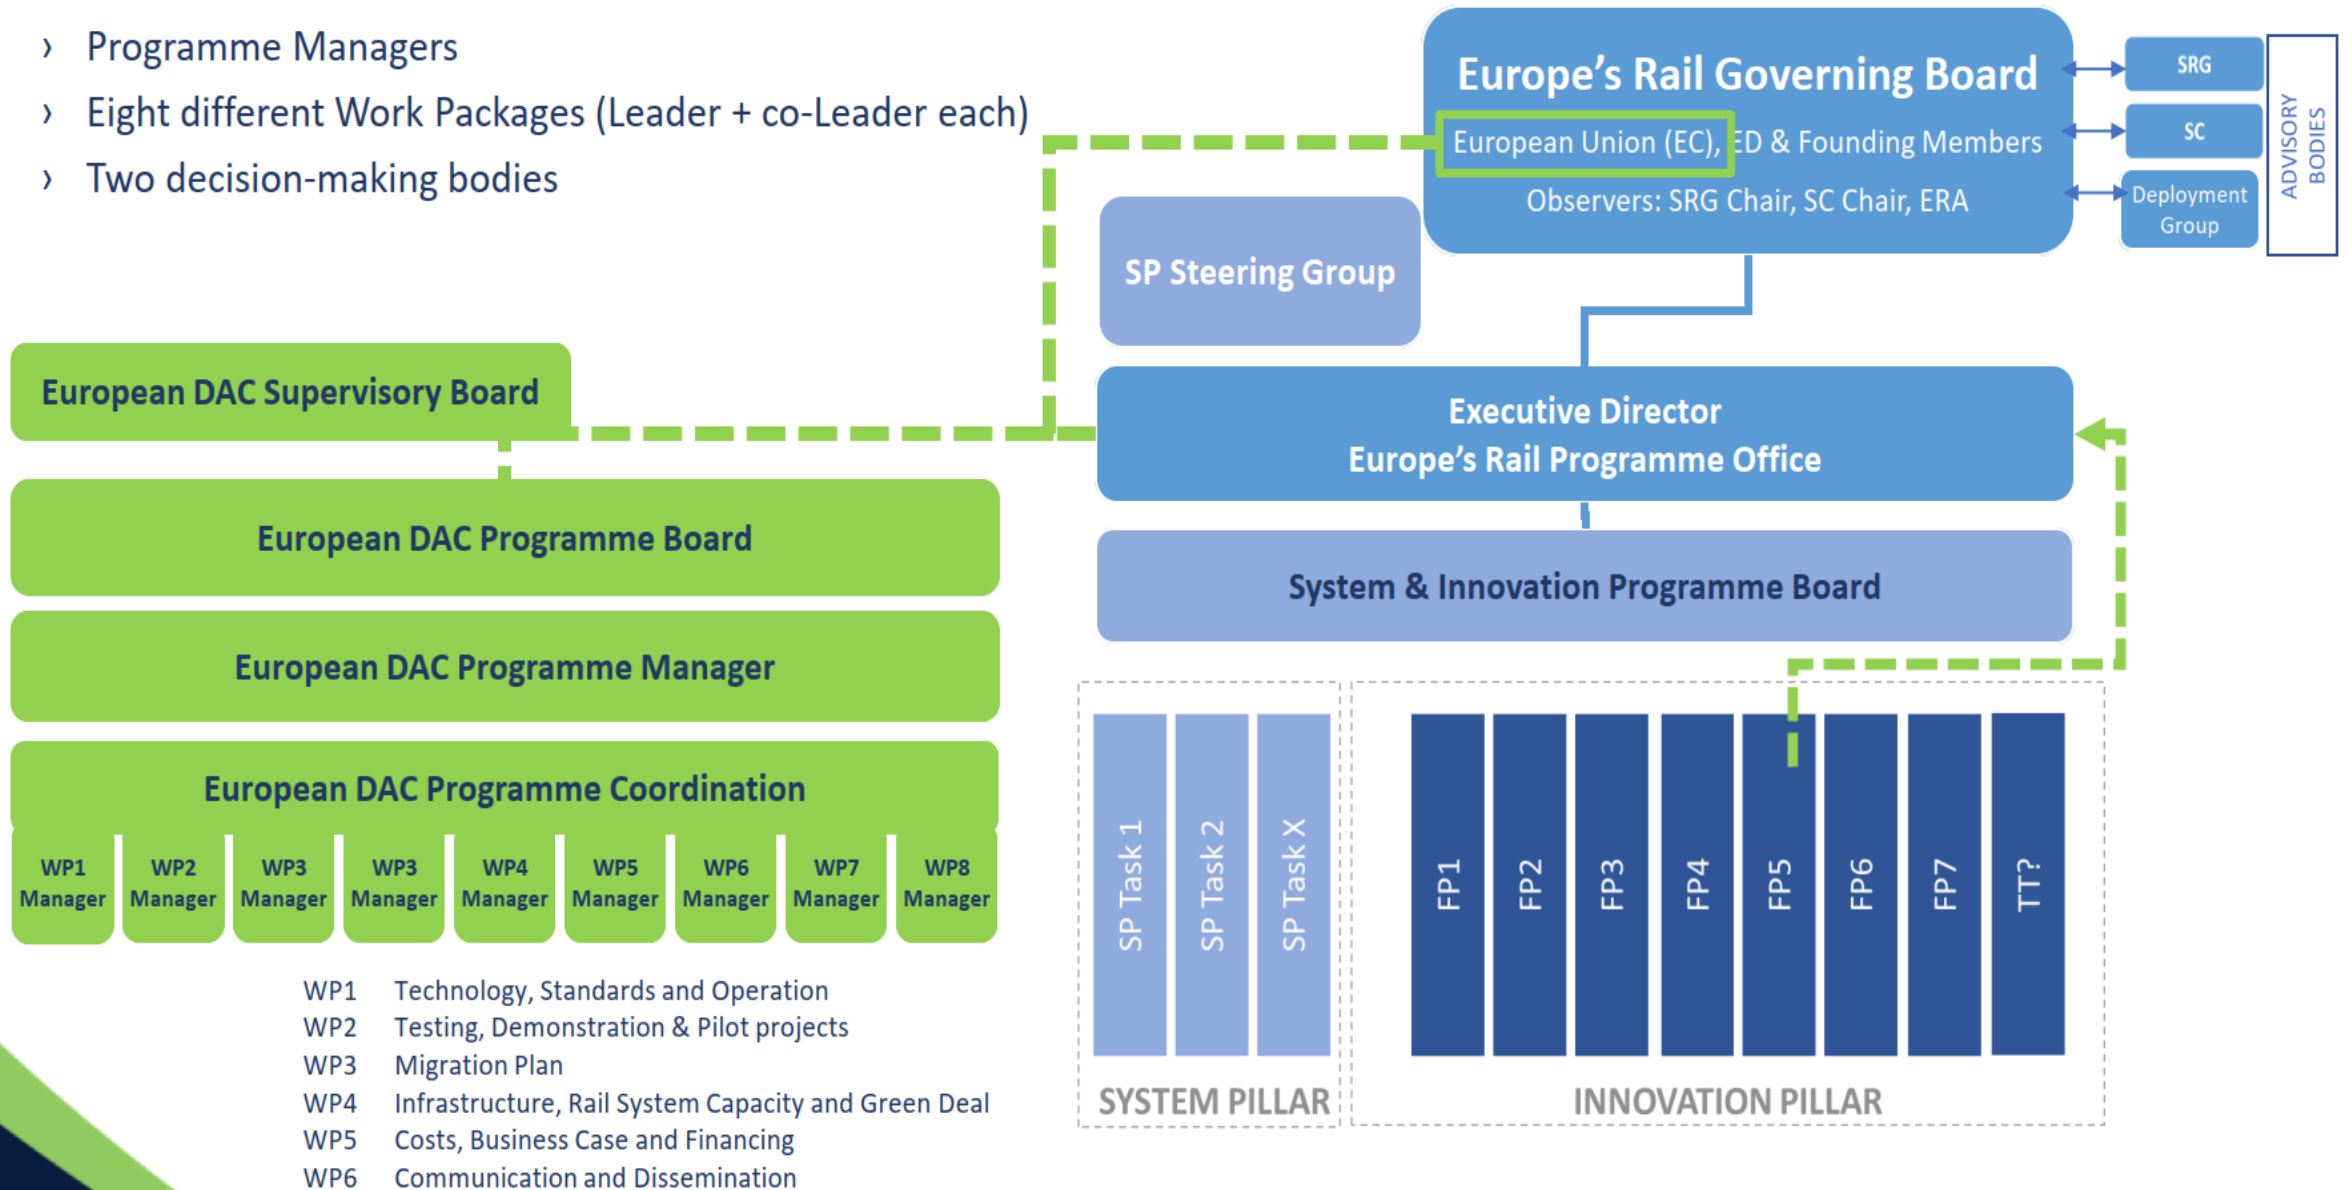 › Programme Managers
› Eight different Work Packages (Leader + co-Leader each)
› Two decision-making bodies
Europe's Rail Governing Board
European Union (EC), ED & Founding Members
Observers: SRG Chair, SC Chair, ERA
SRG
SC
Deployment
Group
ADVISORY
BODIES
SP Steering Group
European DAC Supervisory Board
Executive Director
Europe's Rail Programme Office
European DAC Programme Board
System & Innovation Programme Board
European DAC Programme Manager
European DAC Programme Coordination
WP1
Manager
WP2
Manager
WP3
Manager
WP3
Manager
WP4
Manager
WP5
Manager
WP6
Manager
WP7
Manager
WP8
Manager
SP Task 1
SP Task 2
SP Task X
SYSTEM PILLAR
FP1
FP2
FP3
FP4
FP5
FP6
FP7
TT?
INNOVATION PILLAR
WP1 Technology, Standards and Operation
WP2 Testing, Demonstration & Pilot projects
WP3 Migration Plan
WP4 Infrastructure, Rail System Capacity and Green Deal
WP5 Costs, Business Case and Financing
WP6 Communication and Dissemination